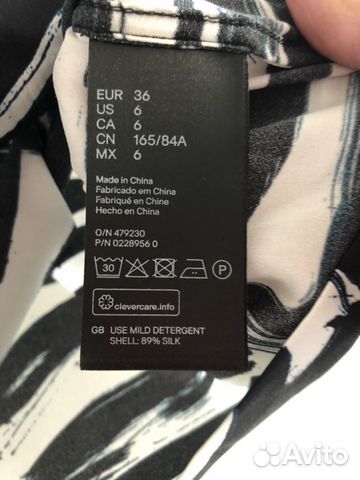 EUR 36
US 6
CA 6
CN 165/84A
MX 6
Made in China
Fabricado em China
Fabriqué en Chine
Hecho en China
O/N 479230
P/N 0228956 0
30 P
clevercare.info
GB USE MILD DETERGENT
SHELL: 89% SILK
Avito